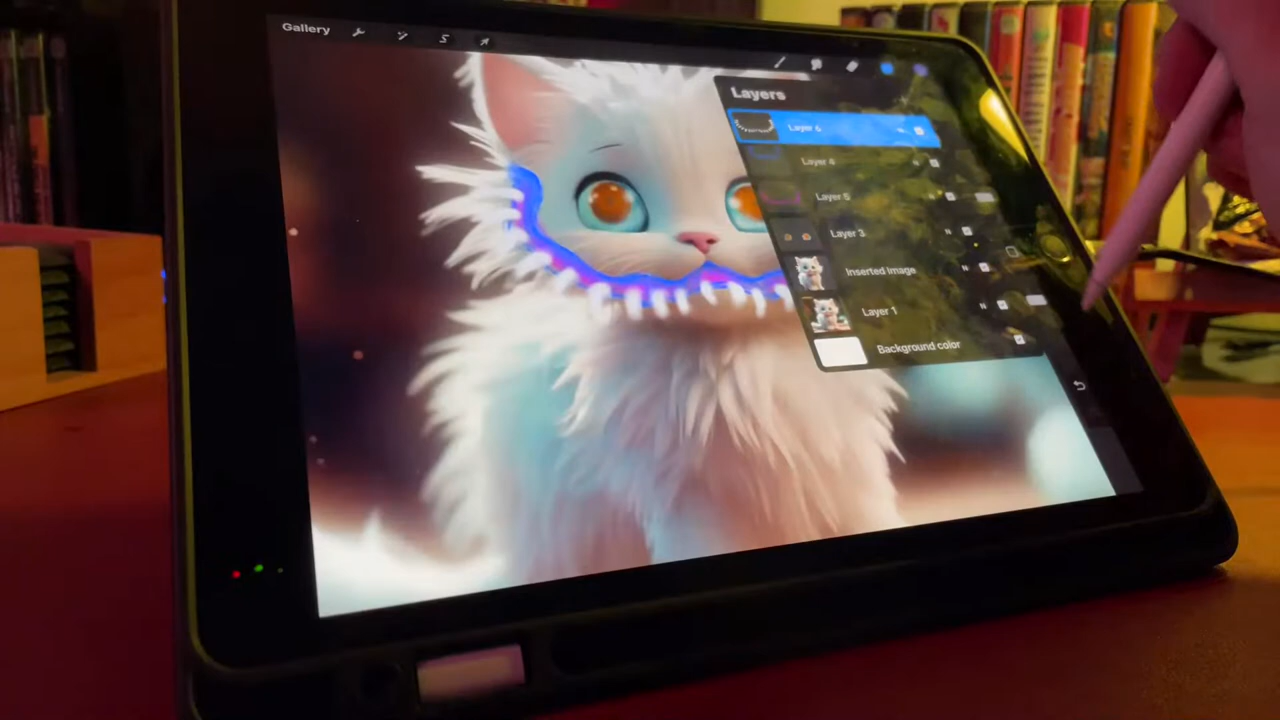 Gallery
Layers
Layer 6
N
Layer 4
N
Layer 5
N
Layer 3
N
Inserted Image
N
Layer 1
Background color